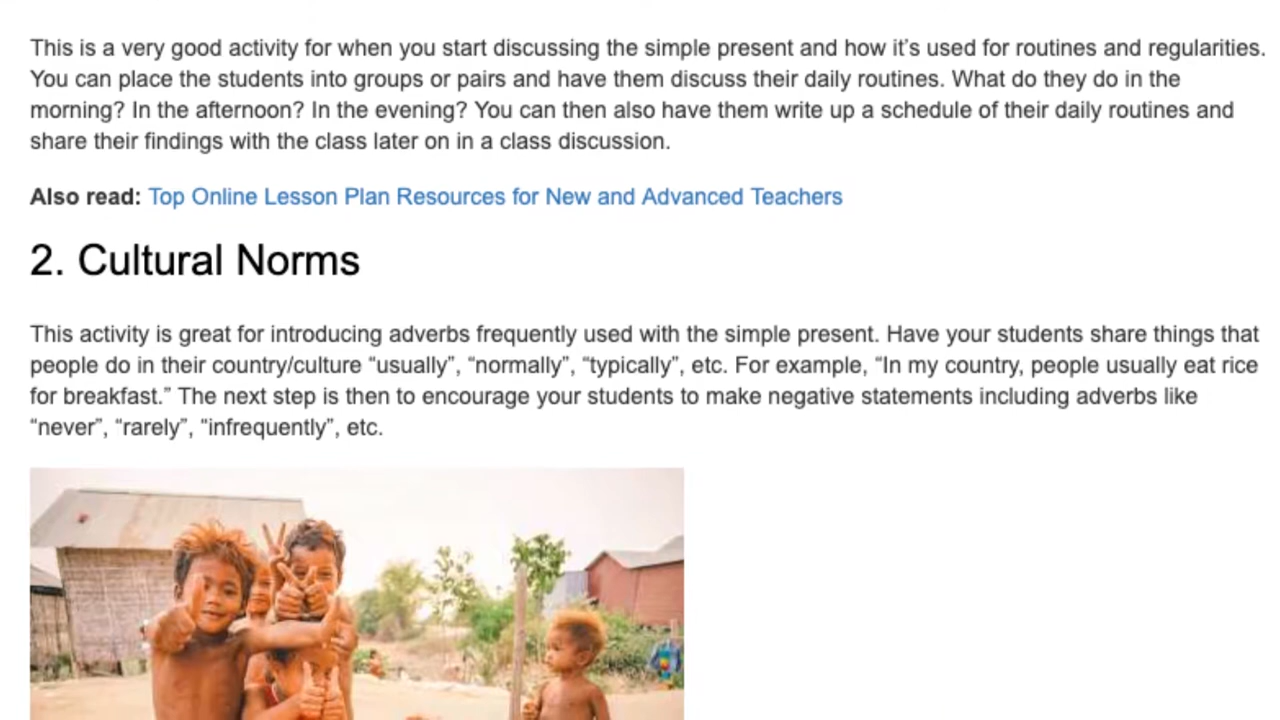 This is a very good activity for when you start discussing the simple present and how it’s used for routines and regularities.
You can place the students into groups or pairs and have them discuss their daily routines. What do they do in the
morning? In the afternoon? In the evening? You can then also have them write up a schedule of their daily routines and
share their findings with the class later on in a class discussion.
Also read: Top Online Lesson Plan Resources for New and Advanced Teachers
2. Cultural Norms
This activity is great for introducing adverbs frequently used with the simple present. Have your students share things that
people do in their country/culture “usually”, “normally”, “typically”, etc. For example, “In my country, people usually eat rice
for breakfast.” The next step is then to encourage your students to make negative statements including adverbs like
“never”, “rarely”, “infrequently”, etc.